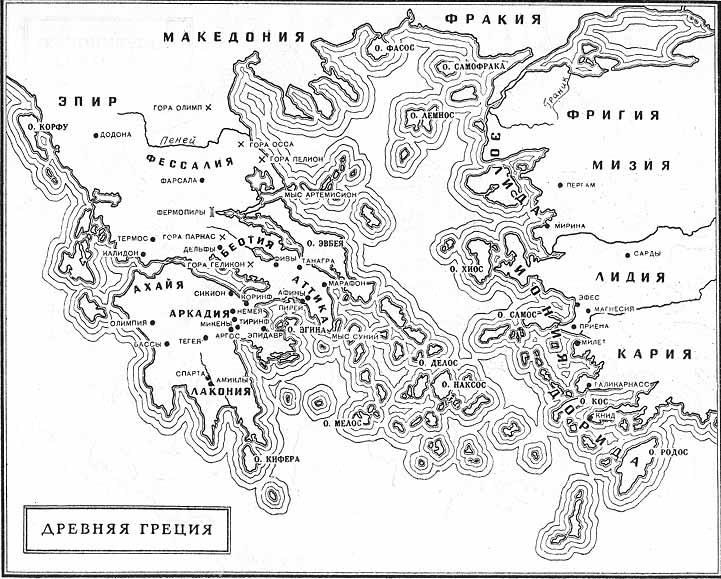 ФРАКИЯ
МАКЕДОНИЯ
О. ФАСОС
О. САМОФРАКА
ЭПИР
ГОРА ОЛИМП
О. ЛЕМНОС
Граник
ФРИГИЯ
О. КОРФУ
ДОДОНА
Пеней
ГОРА ОССА
ГОРА ПЕЛИОН
ФЕССАЛИЯ
ЭОЛИДА
МИЗИЯ
ФАРСАЛА
МЫС АРТЕМИСИОН
ПЕРГАМ
ФЕРМОПИЛЫ
МИРИНА
ТЕРМОС
ГОРА ПАРНАС
БЕОТИЯ
О. ЭВБЕЯ
КАЛИДОН
ДЕЛЬФЫ
ГОРА ГЕЛИКОН
ФИВЫ
ТАНАГРА
О. ХИОС
САРДЫ
ЛИДИЯ
АХАЙЯ
АТТИКА
МАРАФОН
ИОНИЯ
СИКИОН
КОРИНФ
АФИНЫ
ПИРЕЙ
ЭФЕС
МАГНЕСИЯ
АРКАДИЯ
НЕМЕЯ
О. САМОС
ОЛИМПИЯ
МИКЕНЫ
ТИРИНФ
О. ЭГИНА
ПРИЕНА
БАССЫ
ТЕГЕЯ
АРГОС
ЭПИДАВР
МЫС СУНИЙ
МИЛЕТ
КАРИЯ
О. ДЕЛОС
СПАРТА
АМИКЛЫ
О. НАКСОС
ГАЛИКАРНАСС
ЛАКОНИЯ
О. КОС
КНИД
О. МЕЛОС
ДОРИДА
О. РОДОС
О. КИФЕРА
ДРЕВНЯЯ ГРЕЦИЯ